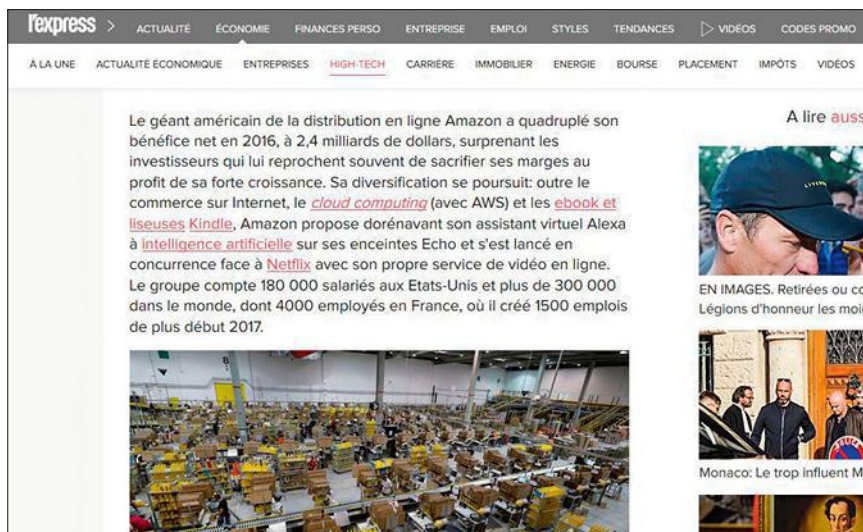 l'express > ACTUALITÉ ÉCONOMIE FINANCES PERSO ENTREPRISE EMPLOI STYLES TENDANCES VIDÉOS CODES PROMO
À LA UNE ACTUALITÉ ÉCONOMIQUE ENTREPRISES HIGH-TECH CARRIÈRE IMMOBILIER ENERGIE BOURSE PLACEMENT IMPÔTS VIDÉOS
Le géant américain de la distribution en ligne Amazon a quadruplé son
bénéfice net en 2016, à 2,4 milliards de dollars, surprenant les
investisseurs qui lui reprochent souvent de sacrifier ses marges au
profit de sa forte croissance. Sa diversification se poursuit: outre le
commerce sur Internet, le cloud computing (avec AWS) et les ebook et
liseuses Kindle, Amazon propose dorénavant son assistant virtuel Alexa
à intelligence artificielle sur ses enceintes Echo et s'est lancé en
concurrence face à Netflix avec son propre service de vidéo en ligne.
Le groupe compte 180 000 salariés aux Etats-Unis et plus de 300 000
dans le monde, dont 4000 employés en France, où il créé 1500 emplois
de plus début 2017.
A lire auss
EN IMAGES. Retirées ou co
Légions d'honneur les moin
Monaco: Le trop influent M